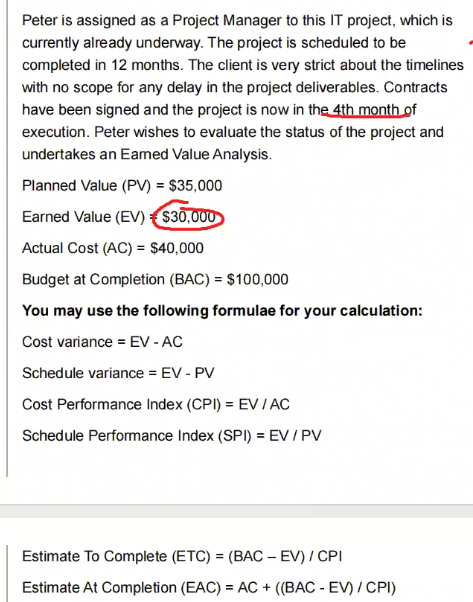 Peter is assigned as a Project Manager to this IT project, which is
currently already underway. The project is scheduled to be
completed in 12 months. The client is very strict about the timelines
with no scope for any delay in the project deliverables. Contracts
have been signed and the project is now in the 4th month of
execution. Peter wishes to evaluate the status of the project and
undertakes an Earned Value Analysis.
Planned Value (PV) = $35,000
Earned Value (EV) = $30,000
Actual Cost (AC) = $40,000
Budget at Completion (BAC) = $100,000
You may use the following formulae for your calculation:
Cost variance = EV - AC
Schedule variance = EV - PV
Cost Performance Index (CPI) = EV / AC
Schedule Performance Index (SPI) = EV / PV
Estimate To Complete (ETC) = (BAC – EV) / CPI
Estimate At Completion (EAC) = AC + ((BAC - EV) / CPI)